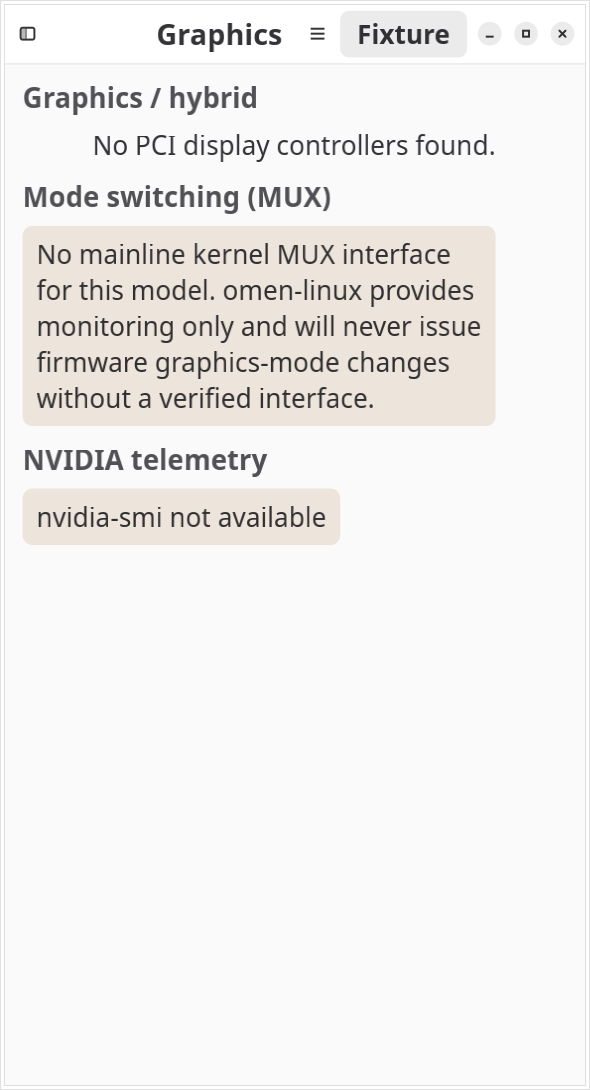 Graphics
Fixture
Graphics / hybrid
No PCI display controllers found.
Mode switching (MUX)
No mainline kernel MUX interface
for this model. omen-linux provides
monitoring only and will never issue
firmware graphics-mode changes
without a verified interface.
NVIDIA telemetry
nvidia-smi not available